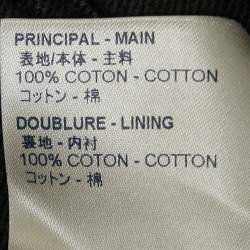 PRINCIPAL - MAIN
表地/本体 - 主料
100% COTON - COTTON
コットン - 棉
DOUBLURE - LINING
裏地 - 内衬
100% COTON - COTTON
コットン - 棉